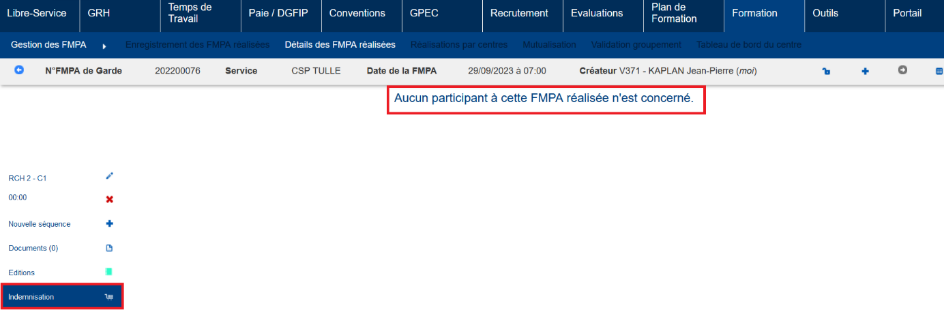 Libre-Service GRH Temps de Travail Paie / DGFIP Conventions GPEC Recrutement Evaluations Plan de Formation Formation Outils Portail
Gestion des FMPA Enregistrement des FMPA réalisées Détails des FMPA réalisées Réalisations par centres Mutualisation Validation groupement Tableau de bord du centre
N°FMPA de Garde 202200076 Service CSP TULLE Date de la FMPA 29/09/2023 à 07:00 Créateur V371 - KAPLAN Jean-Pierre (moi)
Aucun participant à cette FMPA réalisée n'est concerné.
RCH 2 - C1
00:00
Nouvelle séquence
Documents (0)
Editions
Indemnisation